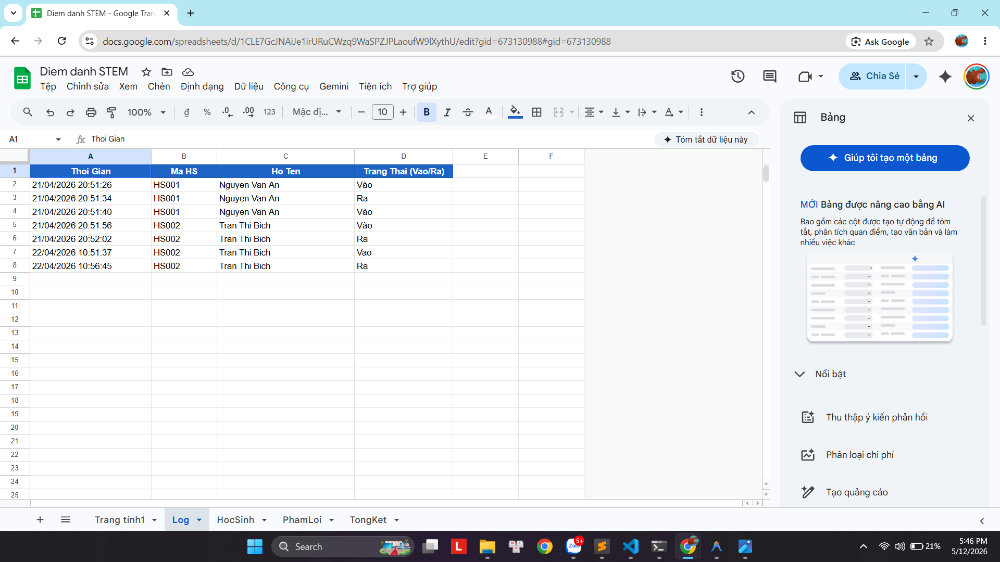 Diem danh STEM - Google Tran
docs.google.com/spreadsheets/d/1CLE7GcJNAiJe1irURuCWzq9WaSPZJPLaoufW9lXythU/edit?gid=673130988#gid=673130988
Ask Google
Diem danh STEM
Tệp Chỉnh sửa Xem Chèn Định dạng Dữ liệu Công cụ Gemini Tiện ích Trợ giúp
Chia Sẻ
100% đ % .0 .00 123 Mặc đị... 10 B I S A
A1 fx Thoi Gian
Tóm tắt dữ liệu này
A B C D E F
1 Thoi Gian Ma HS Ho Ten Trang Thai (Vao/Ra)
2 21/04/2026 20:51:26 HS001 Nguyen Van An Vào
3 21/04/2026 20:51:34 HS001 Nguyen Van An Ra
4 21/04/2026 20:51:40 HS001 Nguyen Van An Vào
5 21/04/2026 20:51:56 HS002 Tran Thi Bich Vào
6 21/04/2026 20:52:02 HS002 Tran Thi Bich Ra
7 22/04/2026 10:51:37 HS002 Tran Thi Bich Vao
8 22/04/2026 10:56:45 HS002 Tran Thi Bich Ra
9
10
11
12
13
14
15
16
17
18
19
20
21
22
23
24
25
Bảng
Giúp tôi tạo một bảng
MỚI Bảng được nâng cao bằng AI
Bao gồm các cột được tạo tự động để tóm
tắt, phân tích quan điểm, tạo văn bản và làm
nhiều việc khác
Nổi bật
Thu thập ý kiến phản hồi
Phân loại chi phí
Tạo quảng cáo
Trang tính1 Log HocSinh PhamLoi TongKet
Search
L
Zalo
5+
21%
5:46 PM
5/12/2026